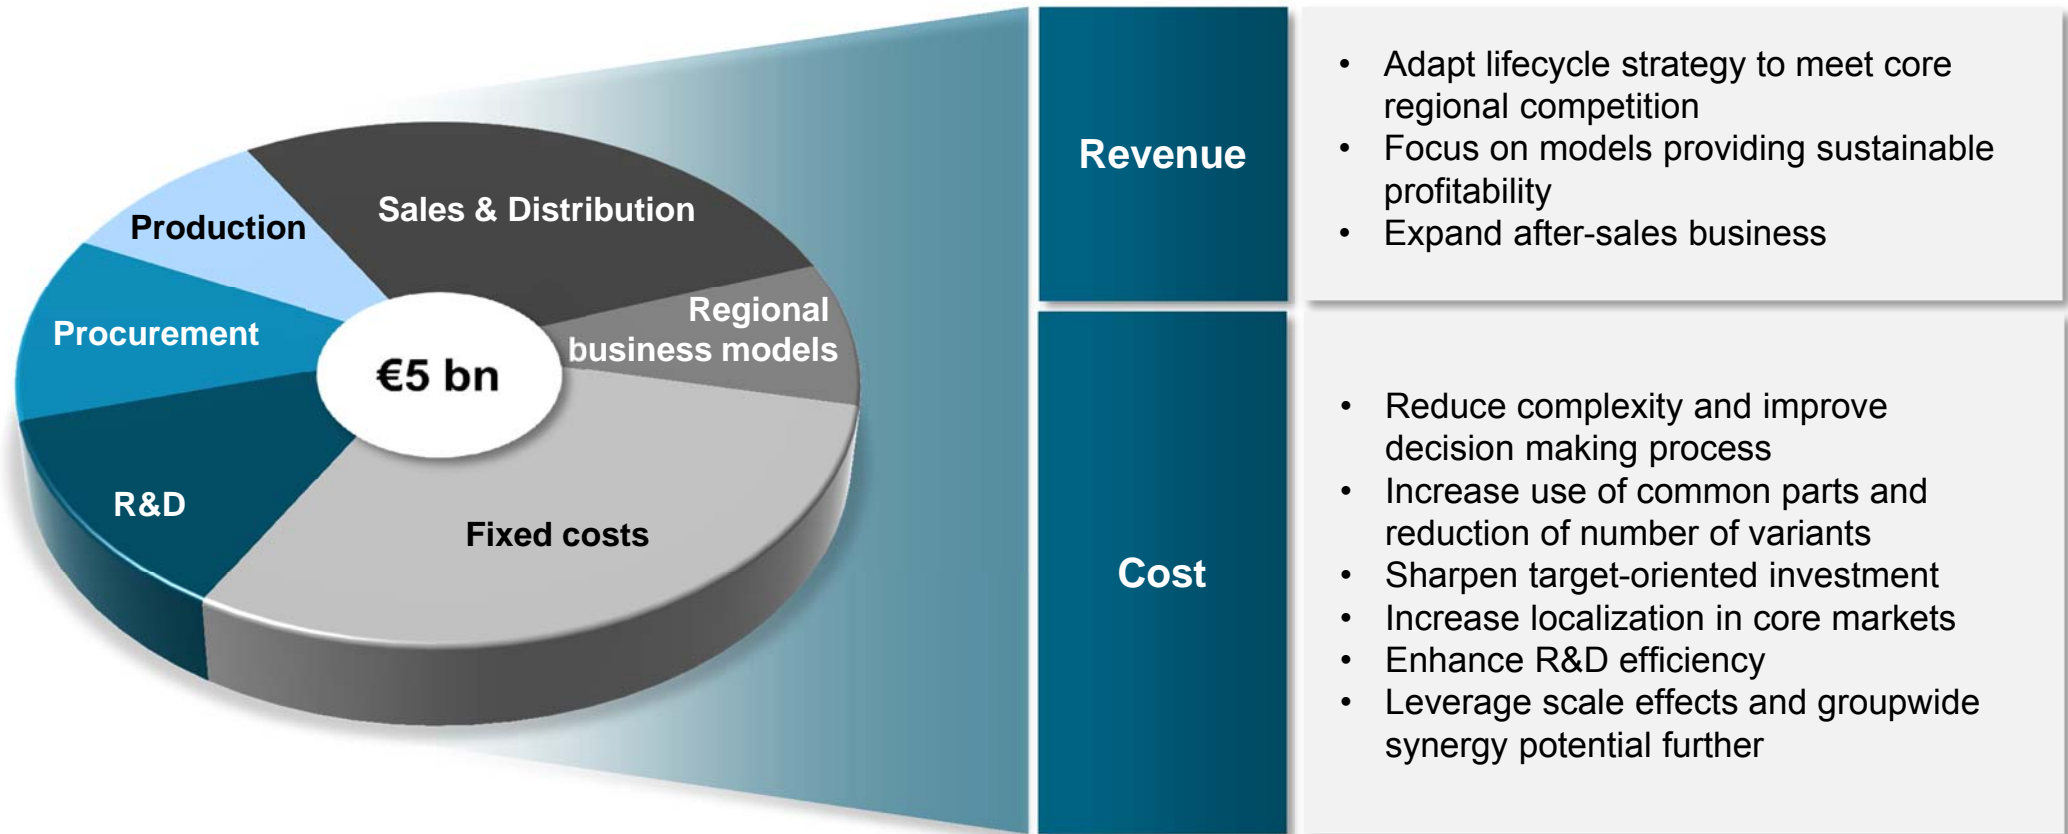 Production
Sales & Distribution
Regional
business models
Procurement
€5 bn
R&D
Fixed costs
Revenue
• Adapt lifecycle strategy to meet core
regional competition
• Focus on models providing sustainable
profitability
• Expand after-sales business
Cost
• Reduce complexity and improve
decision making process
• Increase use of common parts and
reduction of number of variants
• Sharpen target-oriented investment
• Increase localization in core markets
• Enhance R&D efficiency
• Leverage scale effects and groupwide
synergy potential further